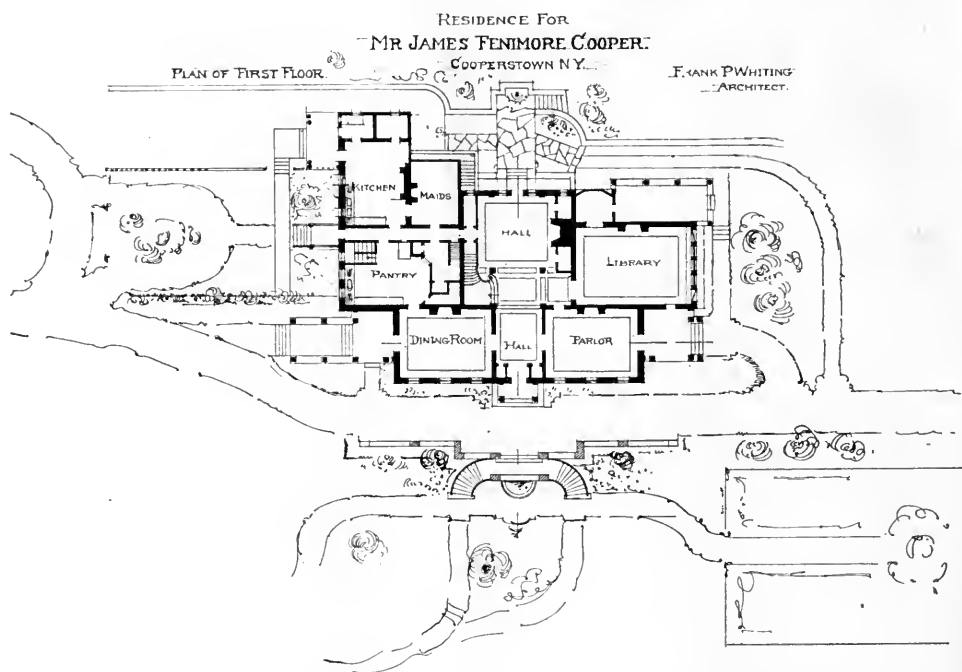 RESIDENCE FOR
MR JAMES FENIMORE COOPER.
COOPERSTOWN N.Y.
PLAN OF FIRST FLOOR.
FRANK P WHITING
ARCHITECT.
KITCHEN
MAIDS
HALL
LIBRARY
PANTRY
DINING ROOM
HALL
PARLOR